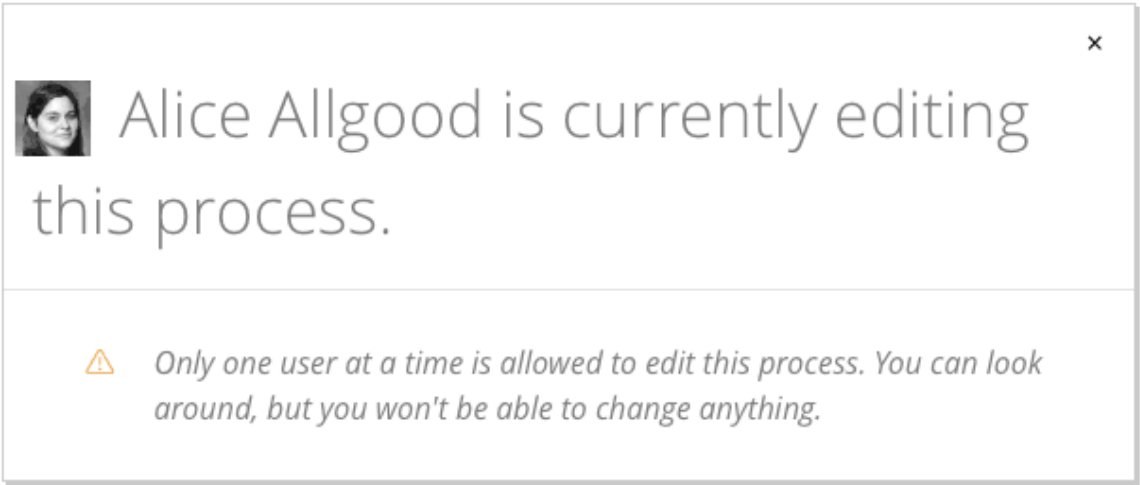 Alice Allgood is currently editing
this process.
Only one user at a time is allowed to edit this process. You can look
around, but you won't be able to change anything.